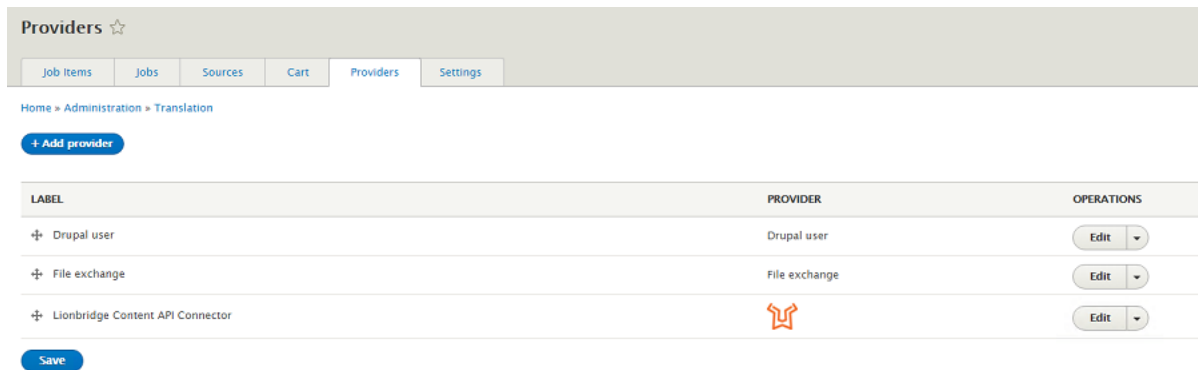 Providers
Job Items Jobs Sources Cart Providers Settings
Home » Administration » Translation
+ Add provider
LABEL PROVIDER OPERATIONS
Drupal user Drupal user Edit
File exchange File exchange Edit
Lionbridge Content API Connector Edit
Save